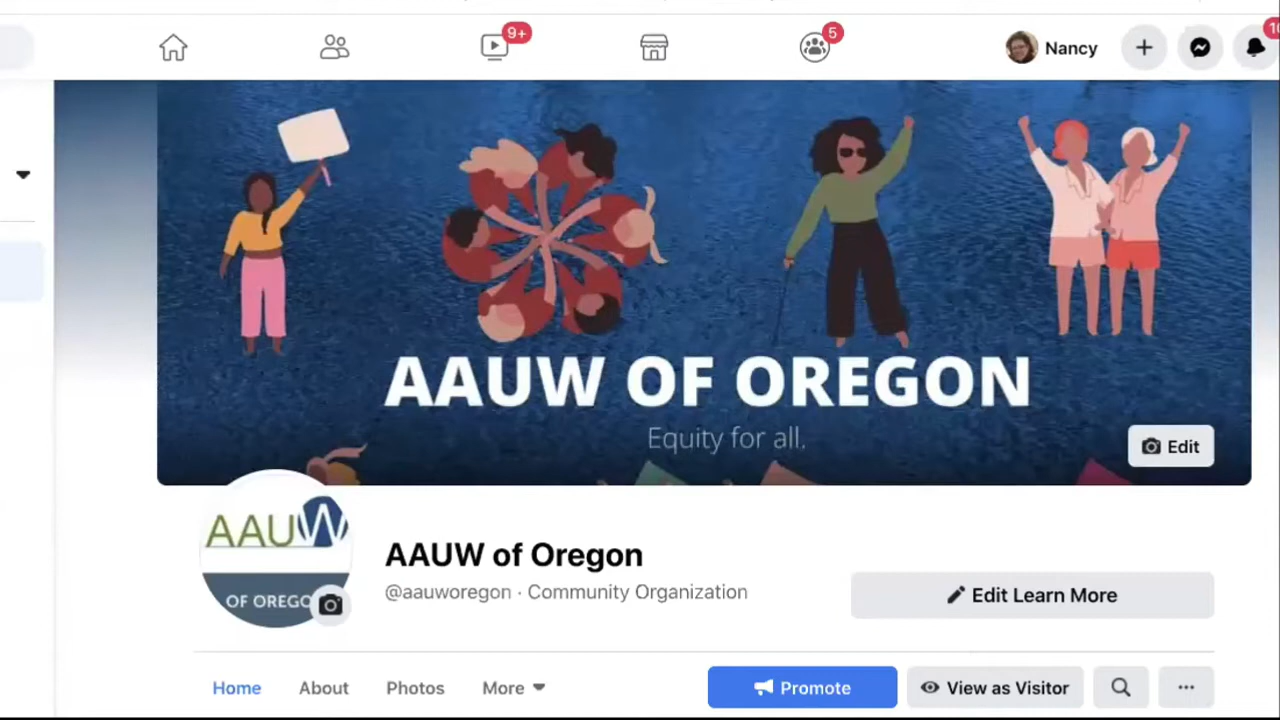 9+
5
Nancy
AAUW OF OREGON
Equity for all.
Edit
AAUW
OF OREGO
AAUW of Oregon
@aauworegon · Community Organization
Edit Learn More
Home About Photos More
Promote View as Visitor